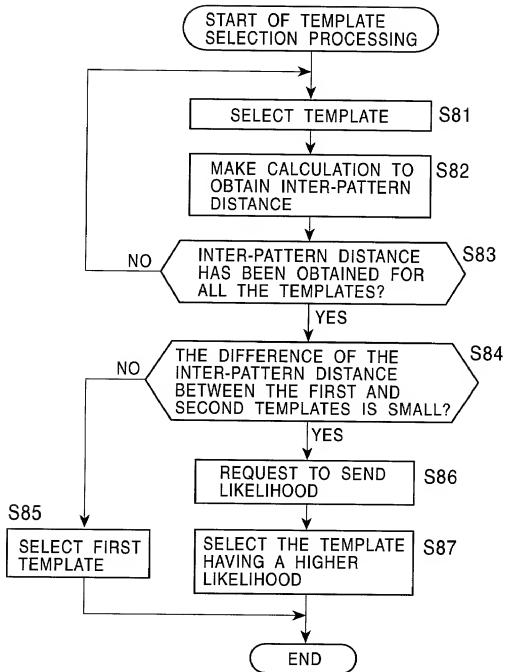 START OF TEMPLATE
SELECTION PROCESSING
SELECT TEMPLATE
S81
MAKE CALCULATION TO
OBTAIN INTER-PATTERN
DISTANCE
S82
INTER-PATTERN DISTANCE
HAS BEEN OBTAINED FOR
ALL THE TEMPLATES?
S83
NO
YES
THE DIFFERENCE OF THE
INTER-PATTERN DISTANCE
BETWEEN THE FIRST AND
SECOND TEMPLATES IS SMALL?
S84
NO
YES
REQUEST TO SEND
LIKELIHOOD
S86
S85
SELECT FIRST
TEMPLATE
SELECT THE TEMPLATE
HAVING A HIGHER
LIKELIHOOD
S87
END